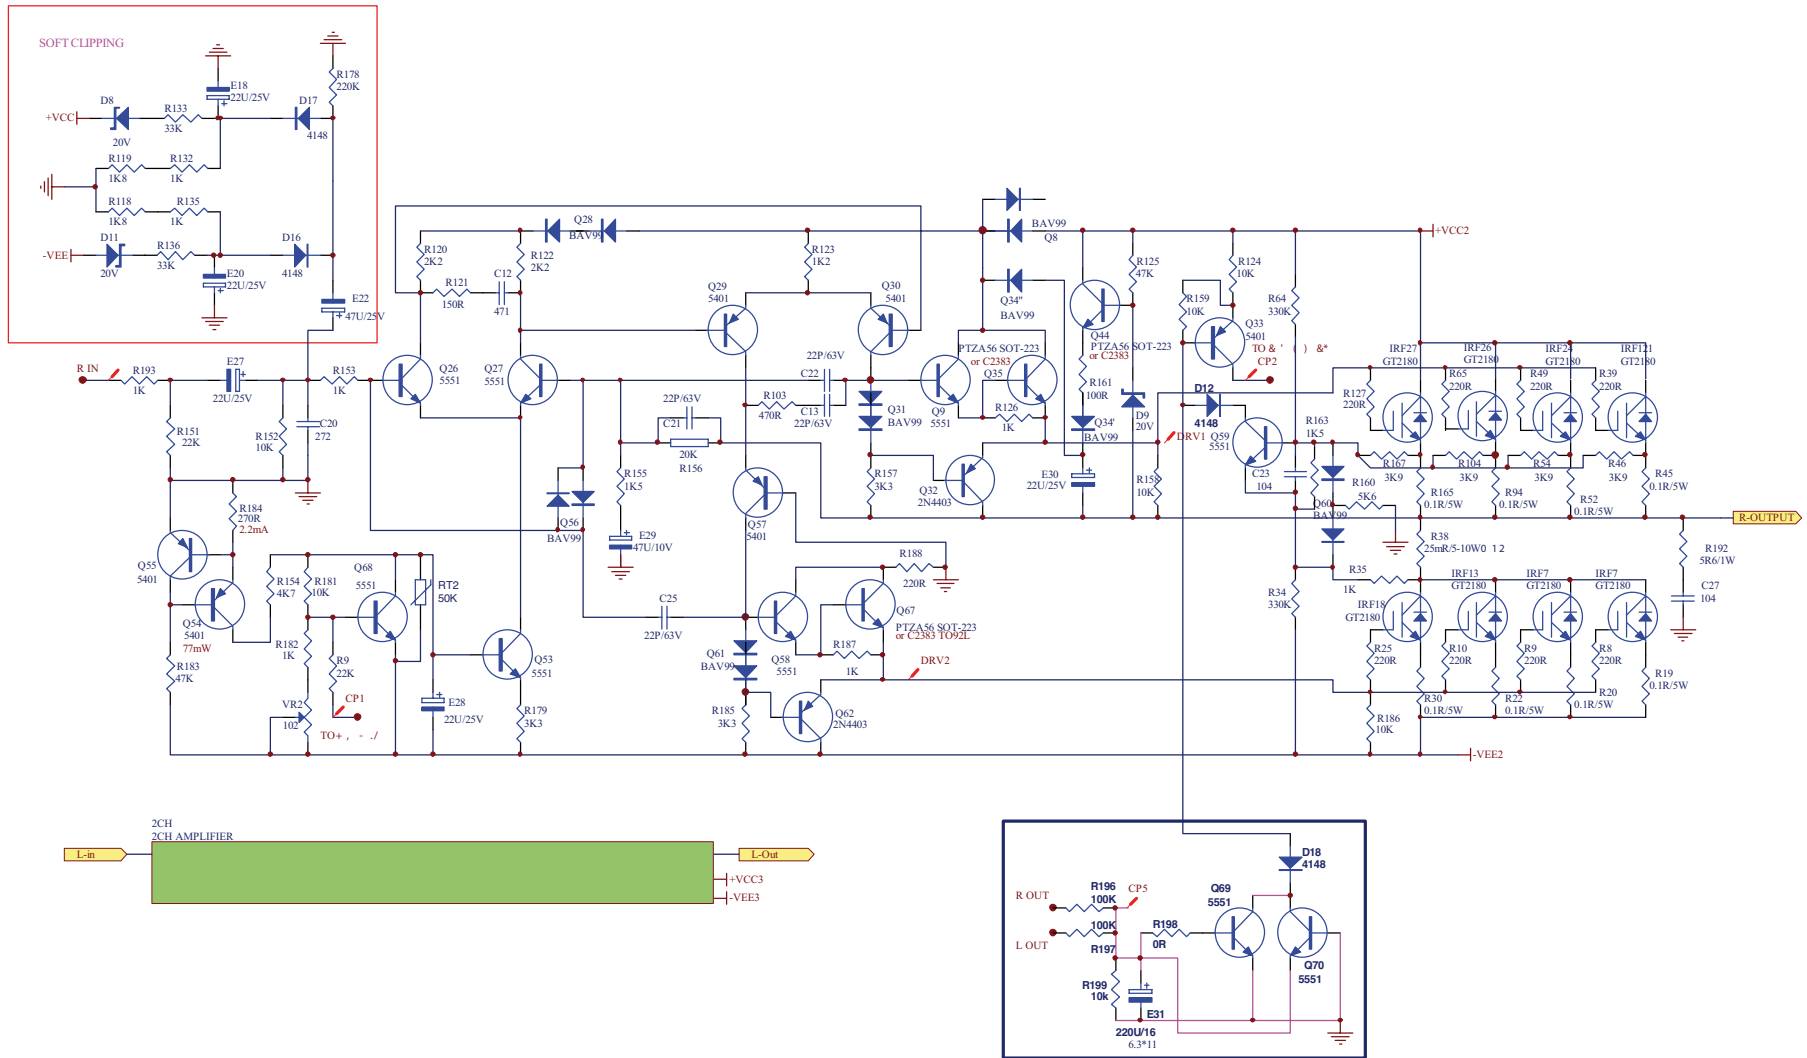 SOFT CLIPPING
R178
220K
E18
22U/25V
D8
+VCC
20V
R133
33K
D17
4148
R119
1K8
R132
1K
R118
1K8
R135
1K
D11
-VEE
20V
R136
33K
D16
4148
E20
22U/25V
E22
47U/25V
R IN
R193
1K
E27
22U/25V
R153
1K
R151
22K
R152
10K
C20
272
R184
270R
2.2mA
Q55
5401
Q54
5401
77mW
R183
47K
R154
4K7
R181
10K
Q68
5551
RT2
50K
R182
1K
R9
22K
VR2
102
CP1
TO+ , - ./
E28
22U/25V
R120
2K2
R121
150R
C12
471
R122
2K2
Q28
BAV99
Q26
5551
Q27
5551
Q53
5551
R179
3K3
Q29
5401
R123
1K2
Q30
5401
22P/63V
C22
R103
470R
C13
22P/63V
22P/63V
C21
20K
R156
R155
1K5
Q56
BAV99
E29
47U/10V
C25
22P/63V
Q57
5401
Q61
BAV99
R185
3K3
Q58
5551
Q62
2N4403
R188
220R
Q67
PTZA56 SOT-223
or C2383 TO92L
R187
1K
DRV2
Q31
BAV99
R157
3K3
Q32
2N4403
Q9
5551
PTZA56 SOT-223
or C2383
Q35
R126
1K
Q8
Q34"
BAV99
Q44
PTZA56 SOT-223
or C2383
R161
100R
Q34'
BAV99
E30
22U/25V
R125
47K
D9
20V
DRV1
R158
10K
R159
10K
R124
10K
Q33
5401
TO & ' ( ) &*
CP2
D12
4148
Q59
5551
C23
104
R64
330K
R163
1K5
Q60
BAV99
R160
5K6
R34
330K
R35
1K
+VCC2
IRF27
GT2180
IRF26
GT2180
IRF24
GT2180
IRF121
GT2180
R127
220R
R65
220R
R49
220R
R39
220R
R167
3K9
R104
3K9
R54
3K9
R46
3K9
R165
0.1R/5W
R94
0.1R/5W
R52
0.1R/5W
R45
0.1R/5W
R-OUTPUT
R38
25mR/5-10W0 1 2
R192
5R6/1W
C27
104
IRF18
GT2180
IRF13
GT2180
IRF7
GT2180
IRF7
GT2180
R25
220R
R10
220R
R9
220R
R8
220R
R30
0.1R/5W
R22
0.1R/5W
R20
0.1R/5W
R19
0.1R/5W
R186
10K
-VEE2
2CH
2CH AMPLIFIER
L-in
L-Out
+VCC3
-VEE3
D18
4148
R OUT
R196
100K
CP5
L OUT
100K
R197
R198
0R
Q69
5551
Q70
5551
R199
10k
E31
220U/16
6.3*11